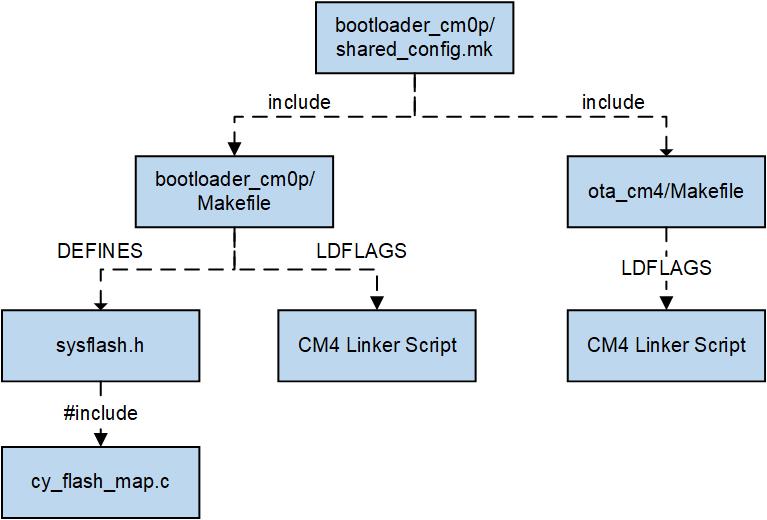 bootloader_cm0p/
shared_config.mk
include
include
bootloader_cm0p/
Makefile
ota_cm4/Makefile
DEFINES
LDFLAGS
LDFLAGS
sysflash.h
CM4 Linker Script
CM4 Linker Script
#include
cy_flash_map.c